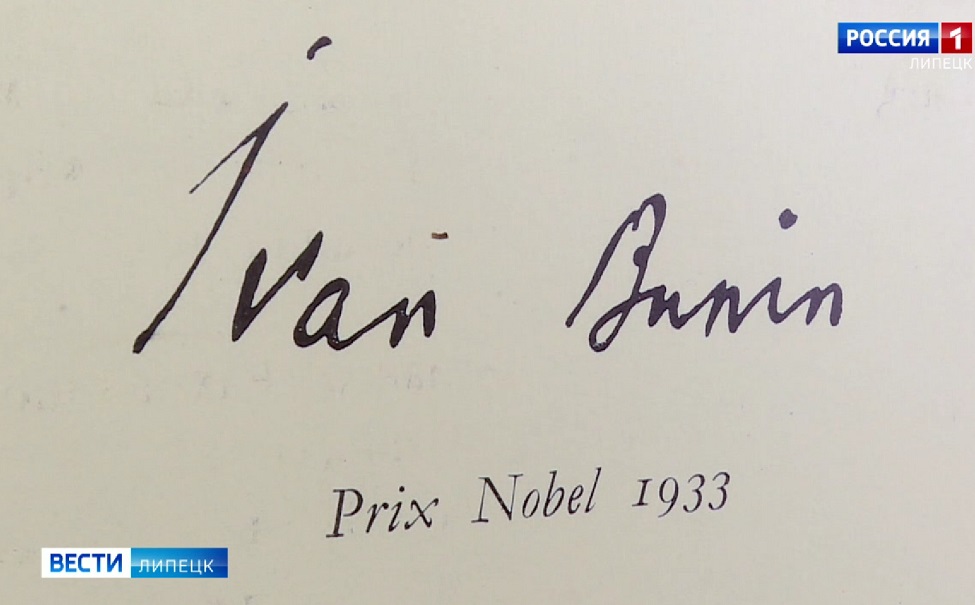 РОССИЯ 1
ЛИПЕЦК
Ivan Bunin
Prix Nobel 1933
ВЕСТИ ЛИПЕЦК